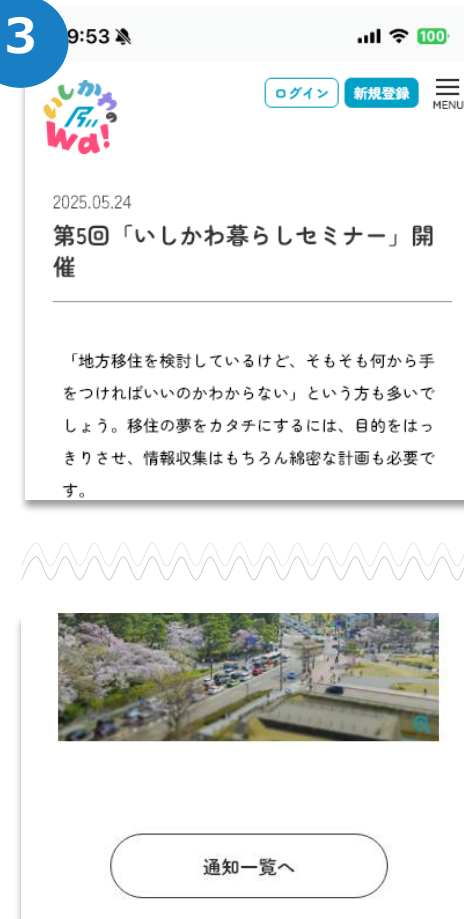 3
9:53
100
いしかわの
Wa!
ログイン
新規登録
MENU
2025.05.24
第5回「いしかわ暮らしセミナー」開
催
「地方移住を検討しているけど、そもそも何から手
をつければいいのかわからない」という方も多いで
しょう。移住の夢をカタチにするには、目的をはっ
きりさせ、情報収集はもちろん綿密な計画も必要で
す。
通知一覧へ